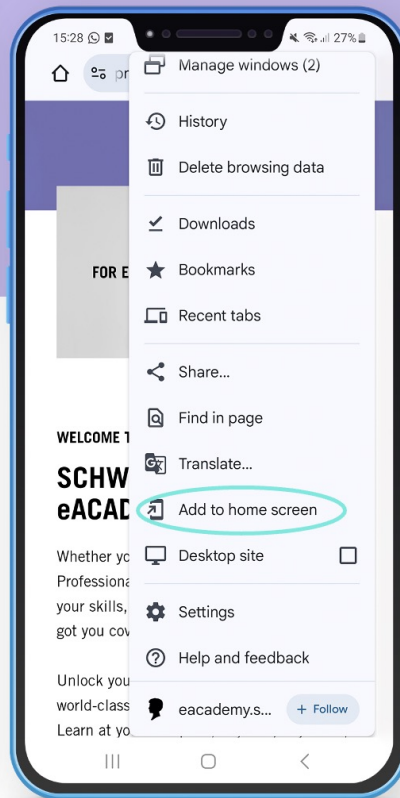 15:28
27%
pr
Manage windows (2)
History
Delete browsing data
Downloads
FOR E
Bookmarks
Recent tabs
Share...
Find in page
WELCOME T
Translate...
SCHW
eACAD
Add to home screen
Whether yo
Desktop site
Professiona
your skills,
Settings
got you cov
Help and feedback
Unlock you
world-class
eacademy.s...
+ Follow
Learn at yo